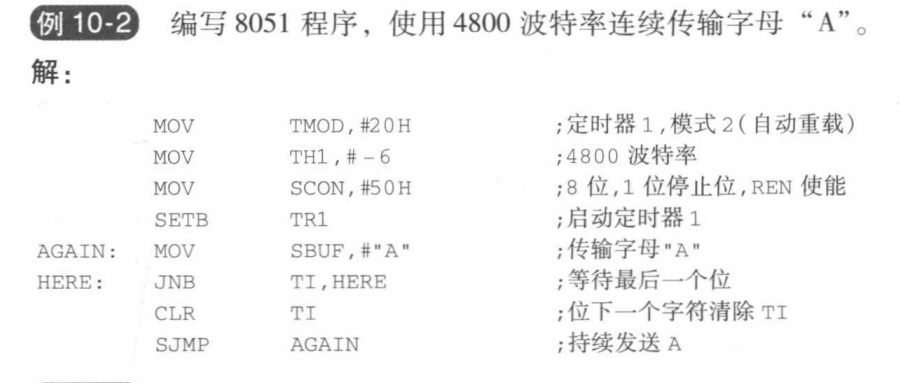 例 10-2 编写 8051 程序，使用 4800 波特率连续传输字母“A”。
解：
MOV TMOD,#20H ;定时器 1,模式 2(自动重载)
MOV TH1,#-6 ;4800 波特率
MOV SCON,#50H ;8 位,1 位停止位,REN 使能
SETB TR1 ;启动定时器 1
AGAIN: MOV SBUF,#"A" ;传输字母"A"
HERE: JNB TI,HERE ;等待最后一个位
CLR TI ;位下一个字符清除 TI
SJMP AGAIN ;持续发送 A